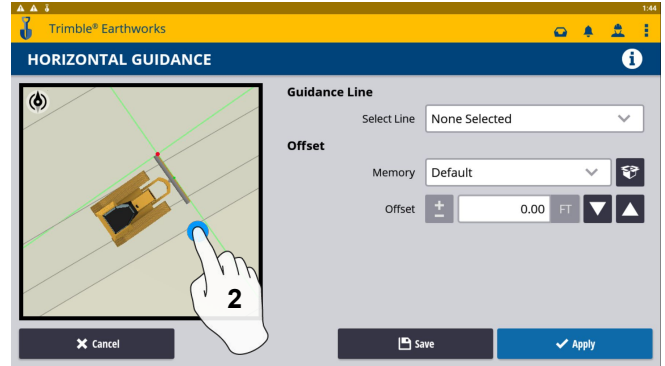 1:44
Trimble® Earthworks
HORIZONTAL GUIDANCE
Guidance Line
Select Line None Selected
Offset
Memory Default
Offset 0.00 FT
2
Cancel Save Apply